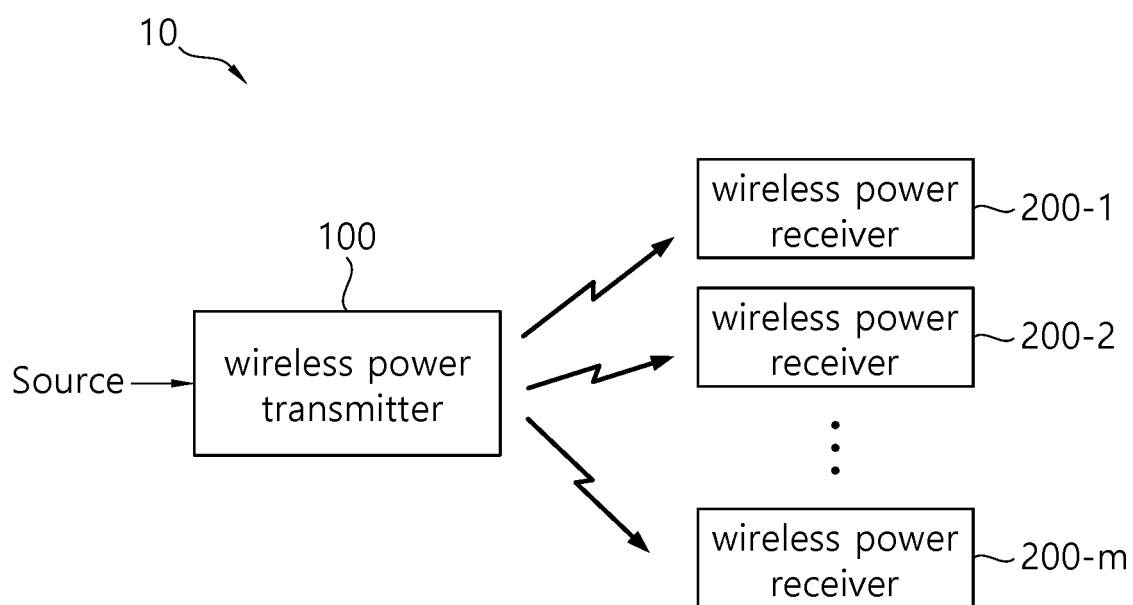 10
100
Source
wireless power
transmitter
wireless power
receiver
200-1
wireless power
receiver
200-2
wireless power
receiver
200-m